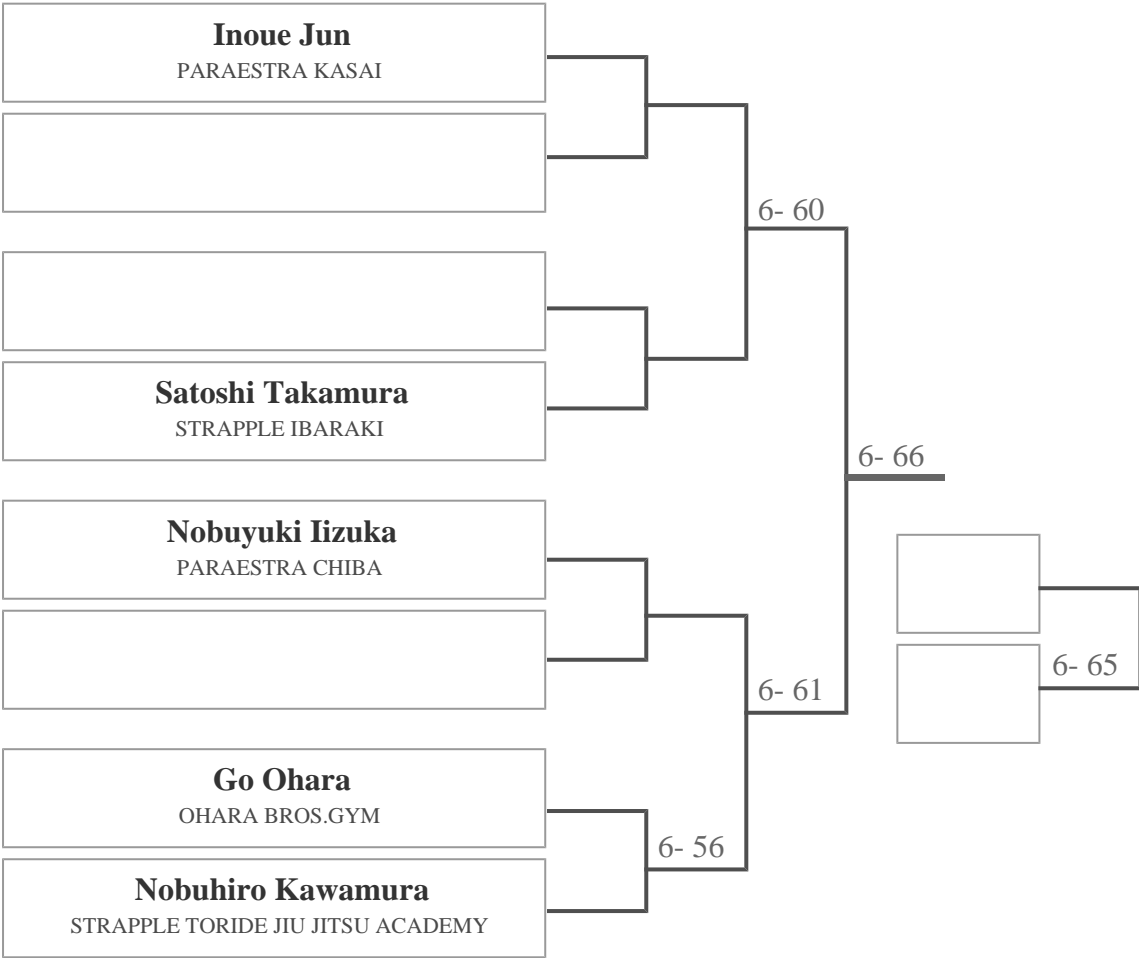 Inoue Jun
PARAESTRA KASAI
6- 60
Satoshi Takamura
STRAPPLE IBARAKI
6- 66
Nobuyuki Iizuka
PARAESTRA CHIBA
6- 65
6- 61
Go Ohara
OHARA BROS.GYM
6- 56
Nobuhiro Kawamura
STRAPPLE TORIDE JIU JITSU ACADEMY